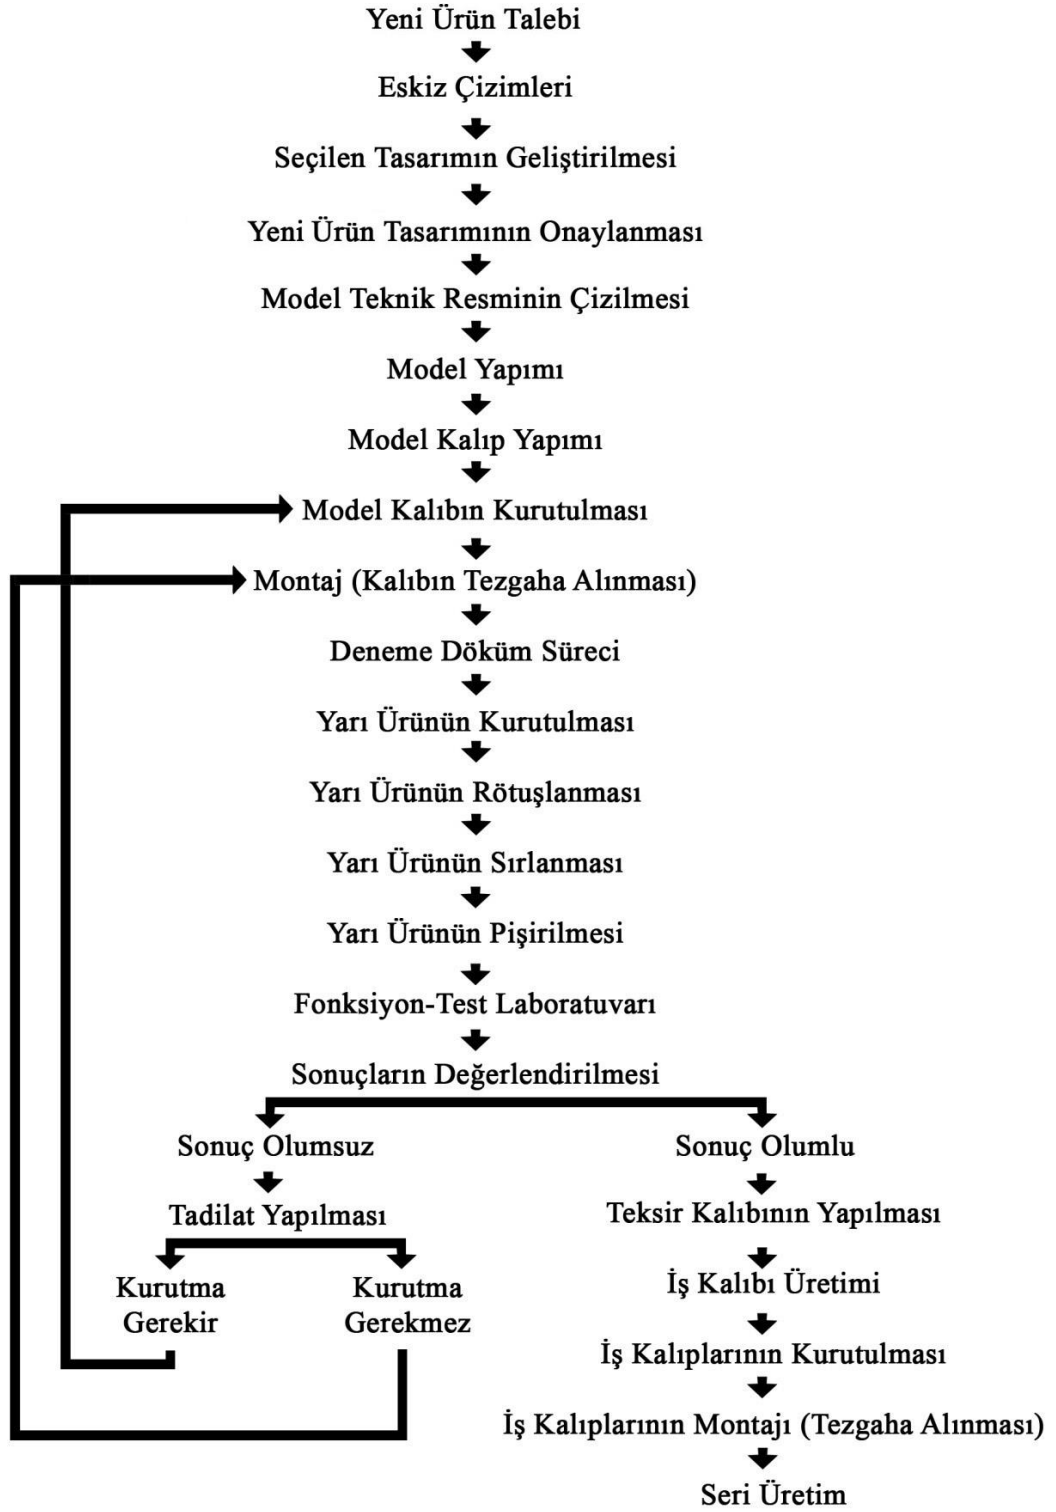 Yeni Ürün Talebi
Eskiz Çizimleri
Seçilen Tasarımın Geliştirilmesi
Yeni Ürün Tasarımının Onaylanması
Model Teknik Resminin Çizilmesi
Model Yapımı
Model Kalıp Yapımı
Model Kalıbın Kurutulması
Montaj (Kalıbın Tezgaha Alınması)
Deneme Döküm Süreci
Yarı Ürünün Kurutulması
Yarı Ürünün Rötuşlanması
Yarı Ürünün Sırlanması
Yarı Ürünün Pişirilmesi
Fonksiyon-Test Laboratuvarı
Sonuçların Değerlendirilmesi
Sonuç Olumsuz
Tadilat Yapılması
Kurutma
Gerekir
Kurutma
Gerekmez
Sonuç Olumlu
Teksir Kalıbının Yapılması
İş Kalıbı Üretimi
İş Kalıplarının Kurutulması
İş Kalıplarının Montajı (Tezgaha Alınması)
Seri Üretim